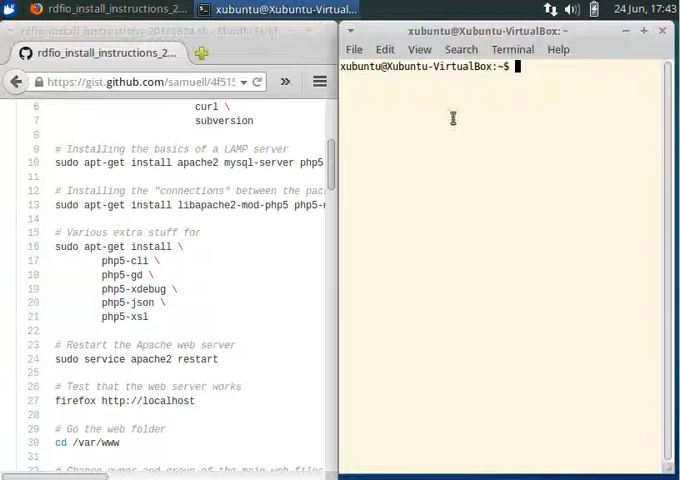 rdfio_install_instructions_2...
xubuntu@Xubuntu-Virtual...
24 Jun, 17:43
rdfio_install_instructions_2...
https://gist.github.com/samuell/4f515
xubuntu@Xubuntu-VirtualBox: ~
File Edit View Search Terminal Help
xubuntu@Xubuntu-VirtualBox:~$
6 curl \
7 subversion
8
9 # Installing the basics of a LAMP server
10 sudo apt-get install apache2 mysql-server php5
11
12 # Installing the "connections" between the pac
13 sudo apt-get install libapache2-mod-php5 php5-
14
15 # Various extra stuff for
16 sudo apt-get install \
17 php5-cli \
18 php5-gd \
19 php5-xdebug \
20 php5-json \
21 php5-xsl
22
23 # Restart the Apache web server
24 sudo service apache2 restart
25
26 # Test that the web server works
27 firefox http://localhost
28
29 # Go the web folder
30 cd /var/www
31